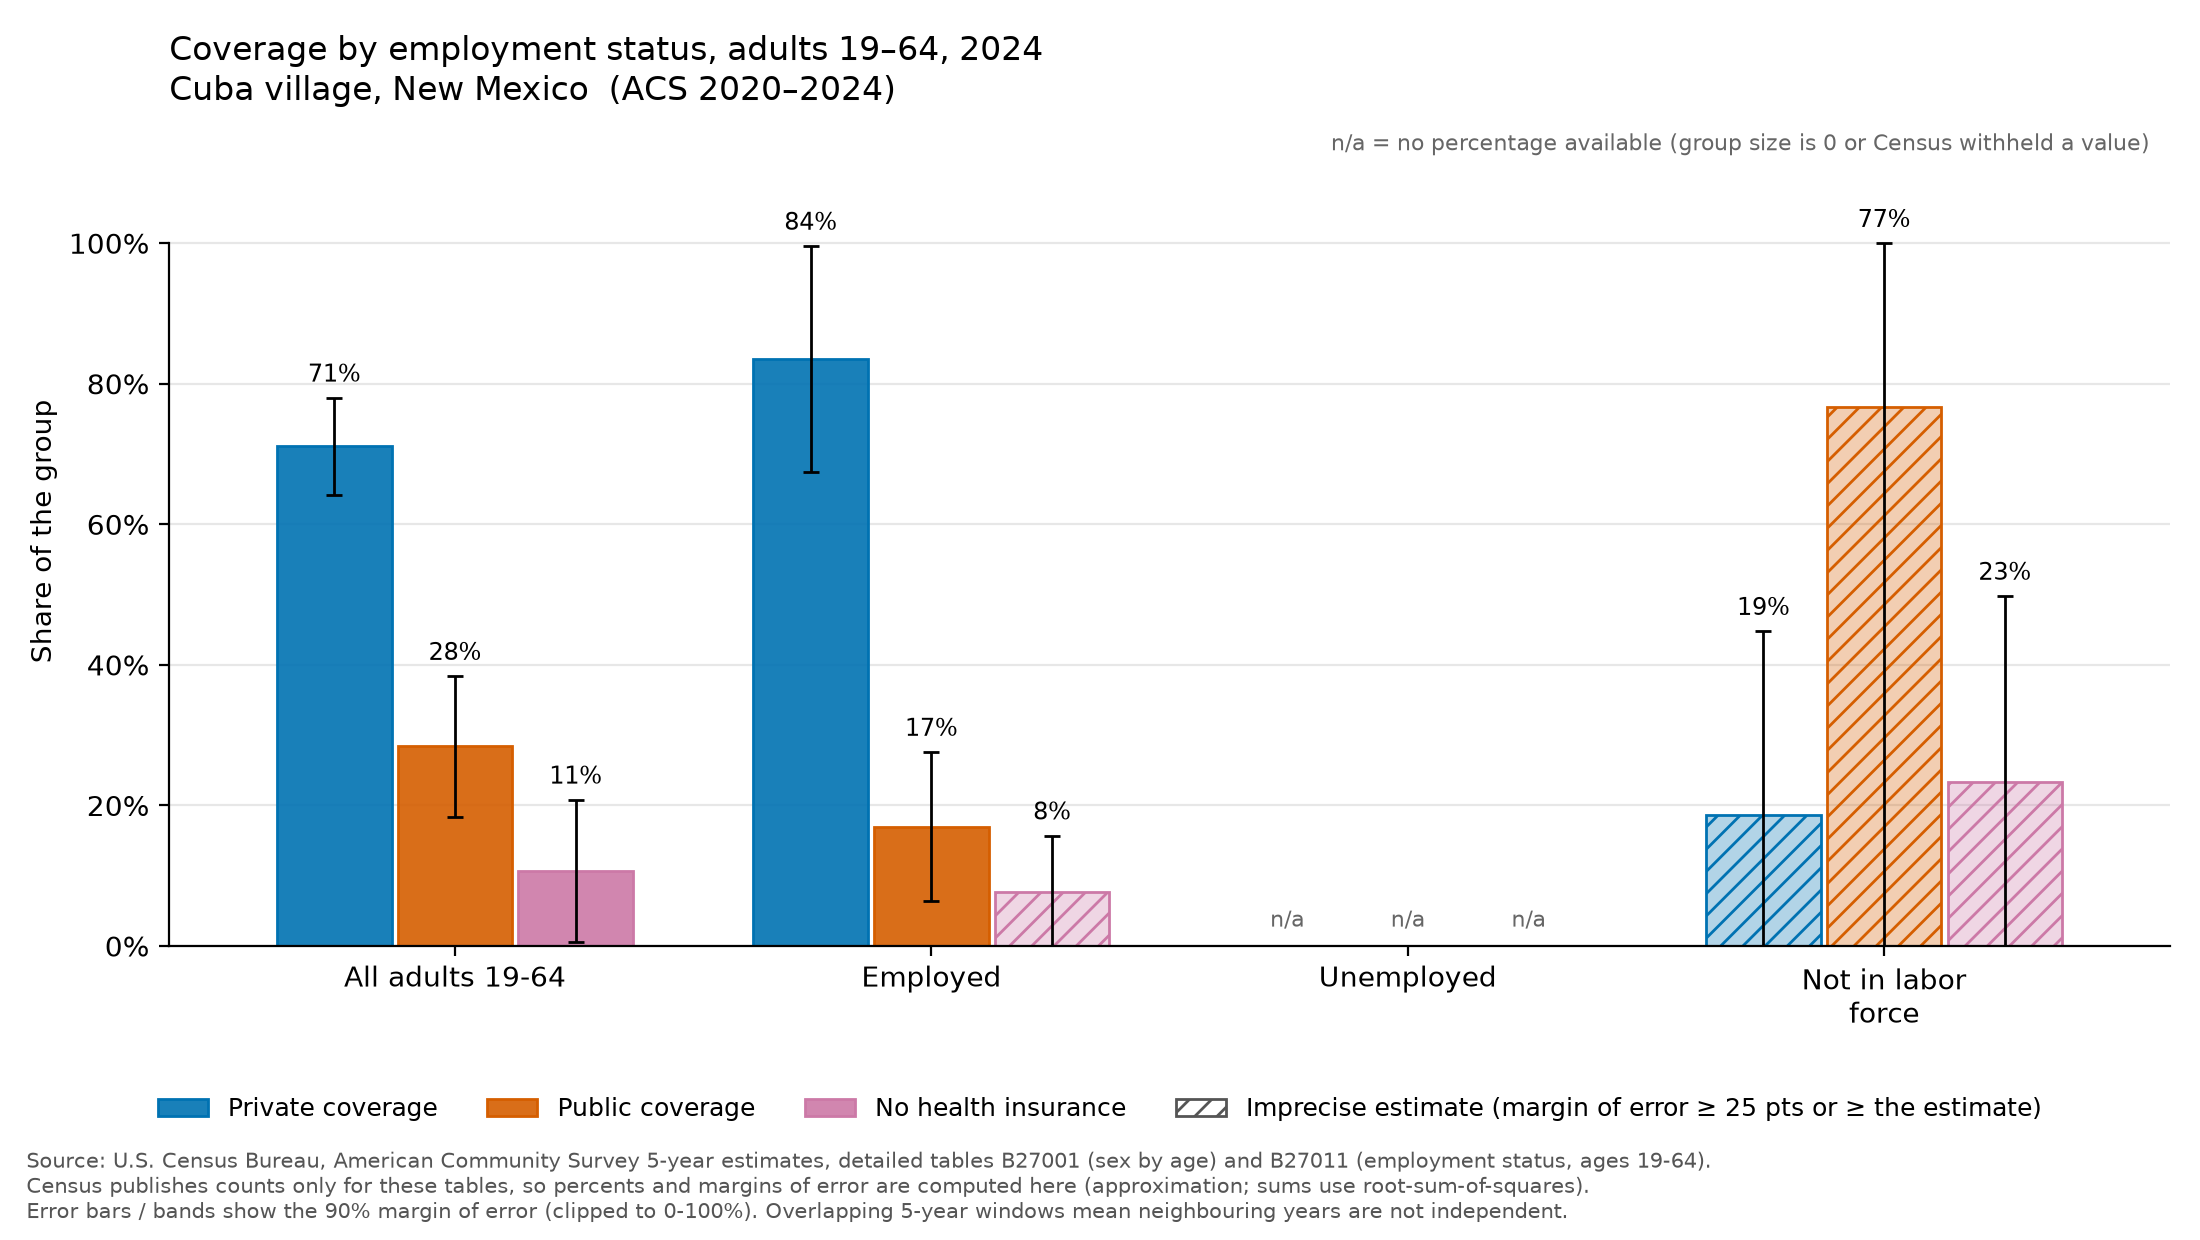 Coverage by employment status, adults 19–64, 2024
Cuba village, New Mexico  (ACS 2020–2024)
n/a = no percentage available (group size is 0 or Census withheld a value)
Share of the group
100%
80%
60%
40%
20%
0%
71%
28%
11%
84%
17%
8%
n/a
n/a
n/a
19%
77%
23%
All adults 19-64
Employed
Unemployed
Not in labor
force
Private coverage
Public coverage
No health insurance
Imprecise estimate (margin of error ≥ 25 pts or ≥ the estimate)
Source: U.S. Census Bureau, American Community Survey 5-year estimates, detailed tables B27001 (sex by age) and B27011 (employment status, ages 19-64).
Census publishes counts only for these tables, so percents and margins of error are computed here (approximation; sums use root-sum-of-squares).
Error bars / bands show the 90% margin of error (clipped to 0-100%). Overlapping 5-year windows mean neighbouring years are not independent.